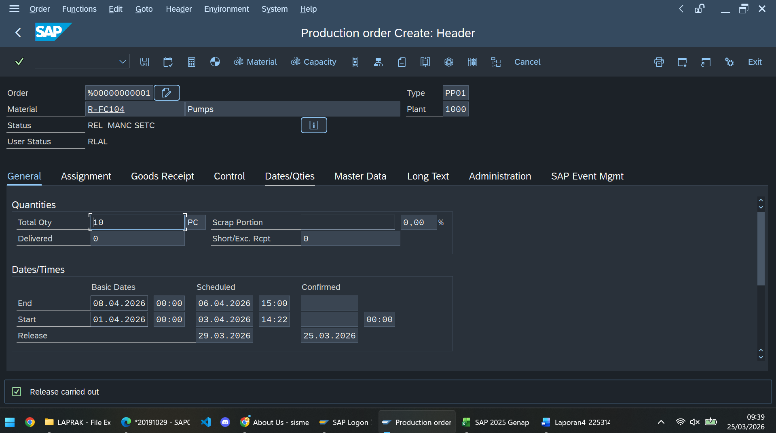 Order Functions Edit Goto Header Environment System Help
SAP Production order Create: Header
Material Capacity Cancel Exit
Order %00000000001 Type PP01
Material R-FC104 Pumps Plant 1000
Status REL MANC SETC
User Status RLAL
General Assignment Goods Receipt Control Dates/Qties Master Data Long Text Administration SAP Event Mgmt
Quantities
Total Qty 10 PC Scrap Portion 0,00 %
Delivered 0 Short/Exc. Rcpt 0
Dates/Times
Basic Dates Scheduled Confirmed
End 08.04.2026 00:00 06.04.2026 15:00
Start 01.04.2026 00:00 03.04.2026 14:22 00:00
Release 29.03.2026 25.03.2026
Release carried out
LAPRAK - File Ex *20191029 - SAPC About Us - sisme SAP Logon Production order SAP 2025 Genap Laporan4 22531
09:39
25/03/2026